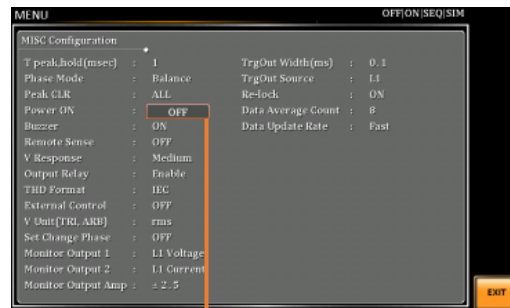 MENU
OFF|ON|SEQ|SIM
MISC Configuration
T peak,hold(msec) : 1
Phase Mode : Balance
Peak CLR : ALL
Power ON : OFF
Buzzer : ON
Remote Sense : OFF
V Response : Medium
Output Relay : Enable
THD Format : IEC
External Control : OFF
V Unit(TRI, ARB) : rms
Set Change Phase : OFF
Monitor Output 1 : L1 Voltage
Monitor Output 2 : L1 Current
Monitor Output Amp : ±2.5
TrgOut Width(ms) : 0.1
TrgOut Source : L1
Re-lock : ON
Data Average Count : 8
Data Update Rate : Fast
EXIT